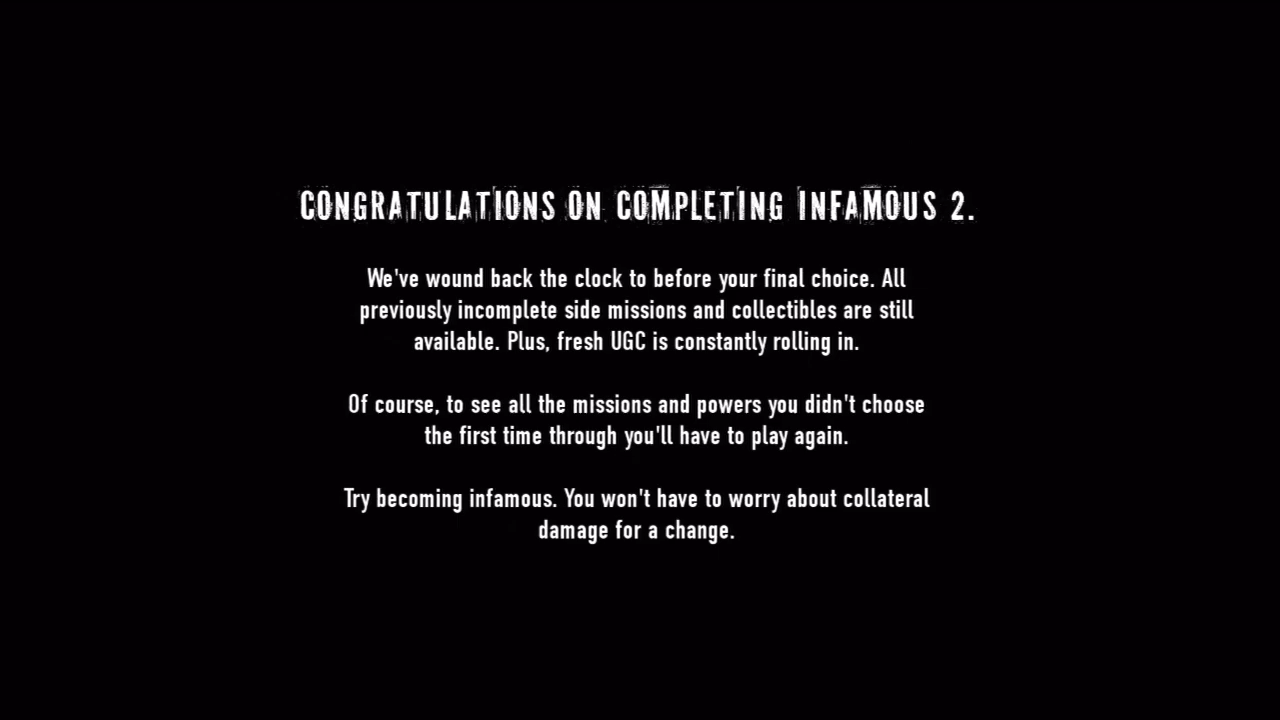 CONGRATULATIONS ON COMPLETING INFAMOUS 2.
We've wound back the clock to before your final choice. All
previously incomplete side missions and collectibles are still
available. Plus, fresh UGC is constantly rolling in.
Of course, to see all the missions and powers you didn't choose
the first time through you'll have to play again.
Try becoming infamous. You won't have to worry about collateral
damage for a change.